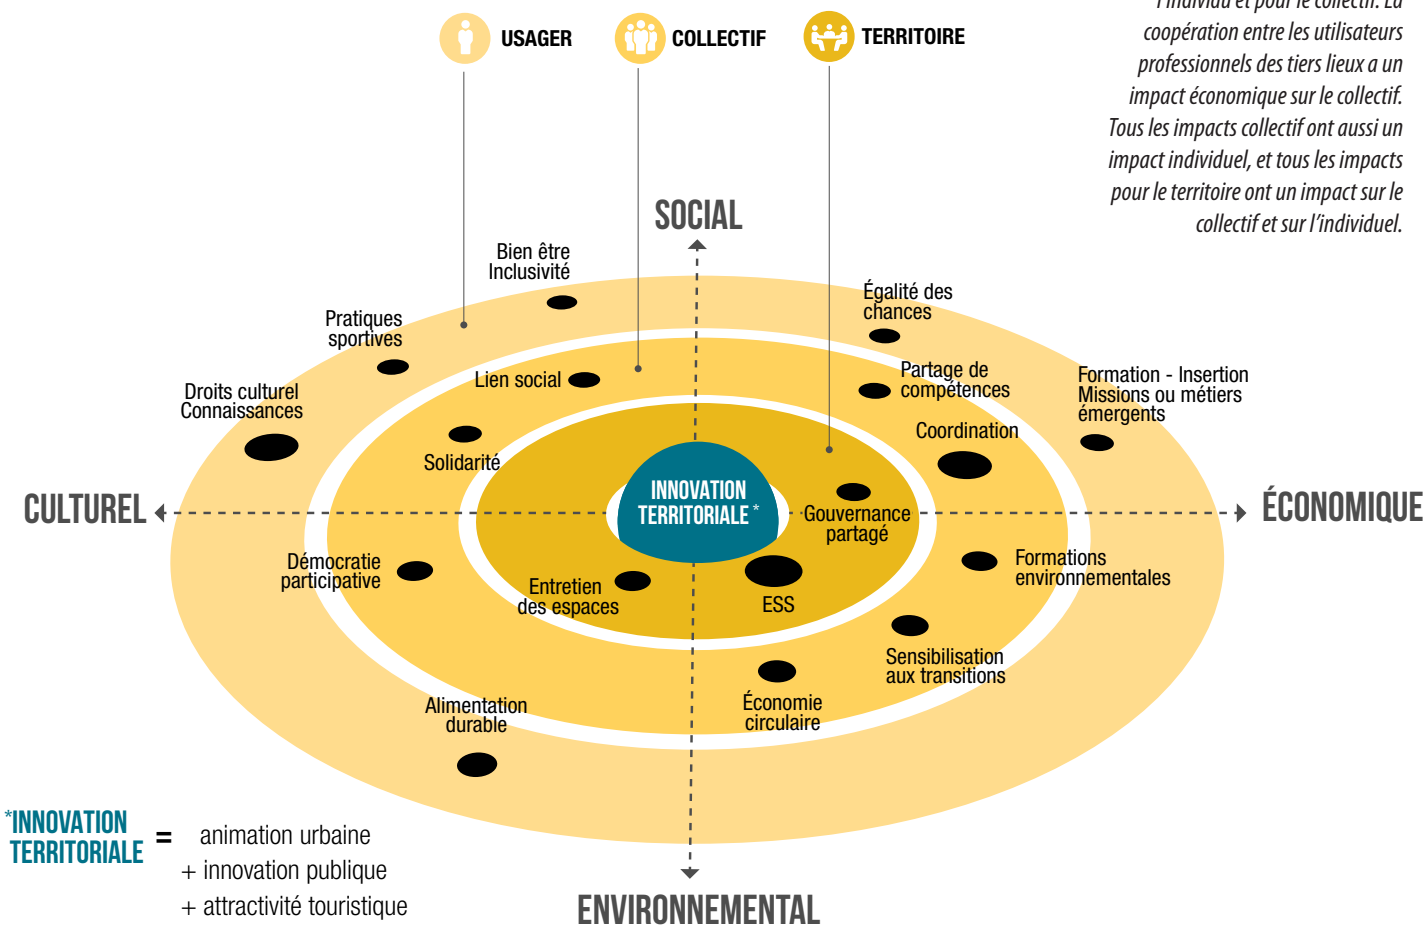 l'individu et pour le collectif. La
coopération entre les utilisateurs
professionnels des tiers lieux a un
impact économique sur le collectif.
Tous les impacts collectif ont aussi un
impact individuel, et tous les impacts
pour le territoire ont un impact sur le
collectif et sur l'individuel.
USAGER
COLLECTIF
TERRITOIRE
SOCIAL
Bien être
Inclusivité
Égalité des
chances
Pratiques
sportives
Lien social
Partage de
compétences
Formation - Insertion
Missions ou métiers
émergents
Droits culturel
Connaissances
Coordination
Solidarité
CULTUREL
INNOVATION
TERRITORIALE *
Gouvernance
partagé
ÉCONOMIQUE
Démocratie
participative
Entretien
des espaces
ESS
Formations
environnementales
Sensibilisation
aux transitions
Alimentation
durable
Économie
circulaire
*INNOVATION
TERRITORIALE
= animation urbaine
+ innovation publique
+ attractivité touristique
ENVIRONNEMENTAL